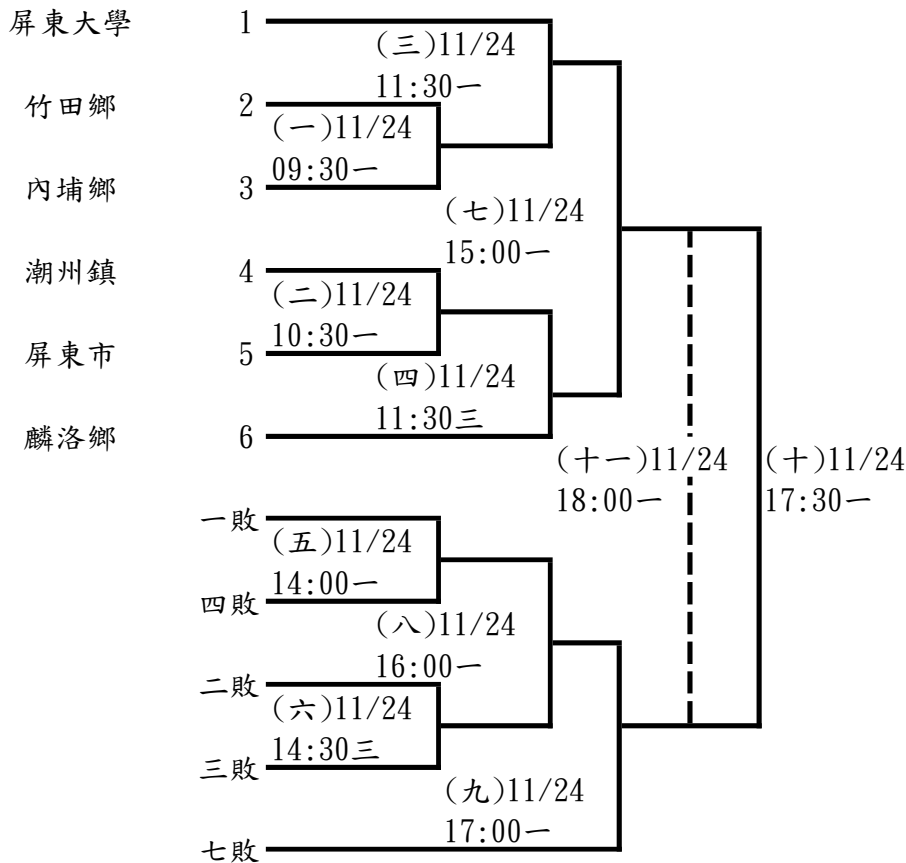 屏東大學 1
(三)11/24
11:30一
竹田鄉 2
(一)11/24
09:30一
內埔鄉 3
(七)11/24
15:00一
潮州鎮 4
(二)11/24
10:30一
屏東市 5
(四)11/24
11:30三
麟洛鄉 6
(十一)11/24
18:00一
(十)11/24
17:30一
一敗
(五)11/24
14:00一
四敗
(八)11/24
16:00一
二敗
(六)11/24
14:30三
三敗
(九)11/24
17:00一
七敗